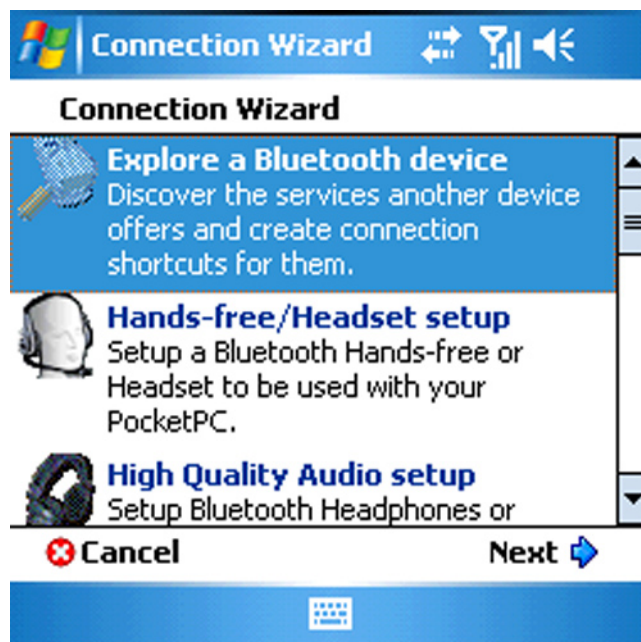 Connection Wizard
Connection Wizard
Explore a Bluetooth device
Discover the services another device
offers and create connection
shortcuts for them.
Hands-free/Headset setup
Setup a Bluetooth Hands-free or
Headset to be used with your
PocketPC.
High Quality Audio setup
Setup Bluetooth Headphones or
Cancel
Next